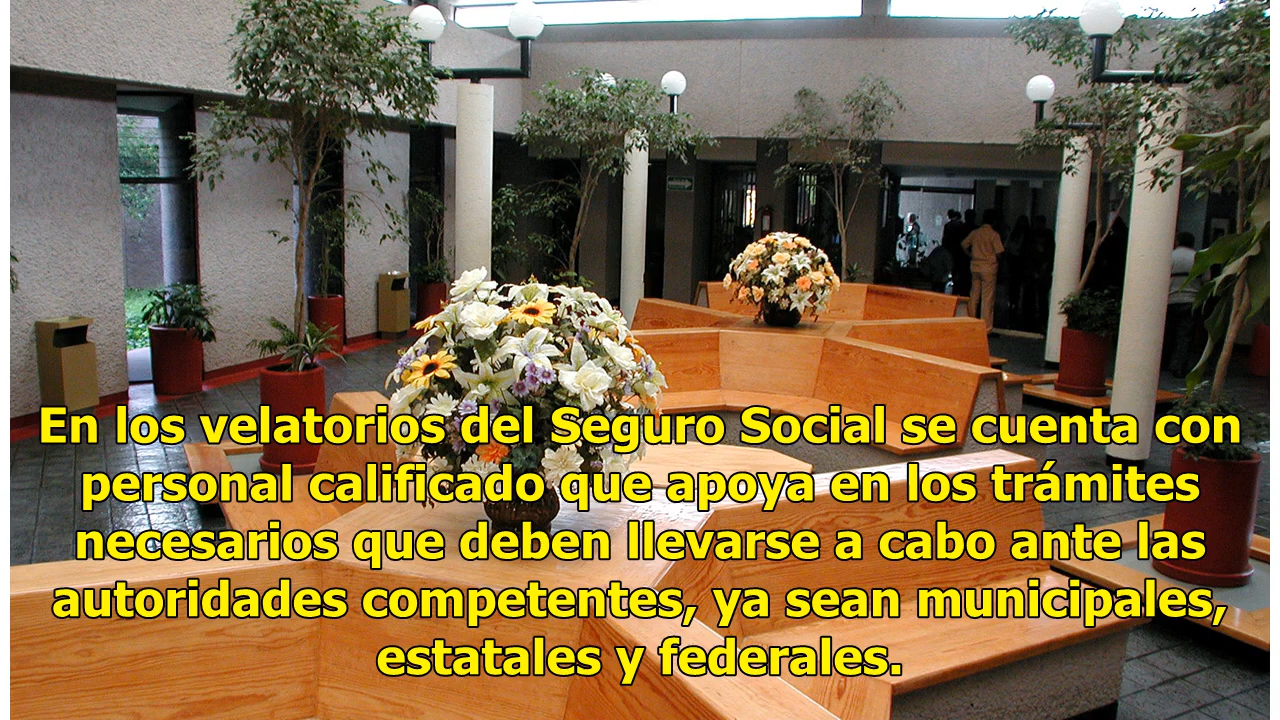 En los velatorios del Seguro Social se cuenta con
personal calificado que apoya en los trámites
necesarios que deben llevarse a cabo ante las
autoridades competentes, ya sean municipales,
estatales y federales.